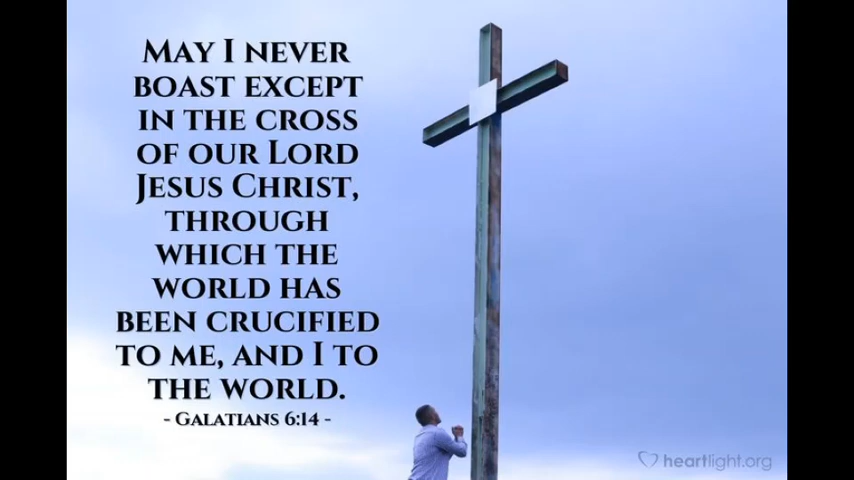 May I never
boast except
in the cross
of our Lord
Jesus Christ,
through
which the
world has
been crucified
to me, and I to
the world.
- Galatians 6:14 -
heartlight.org